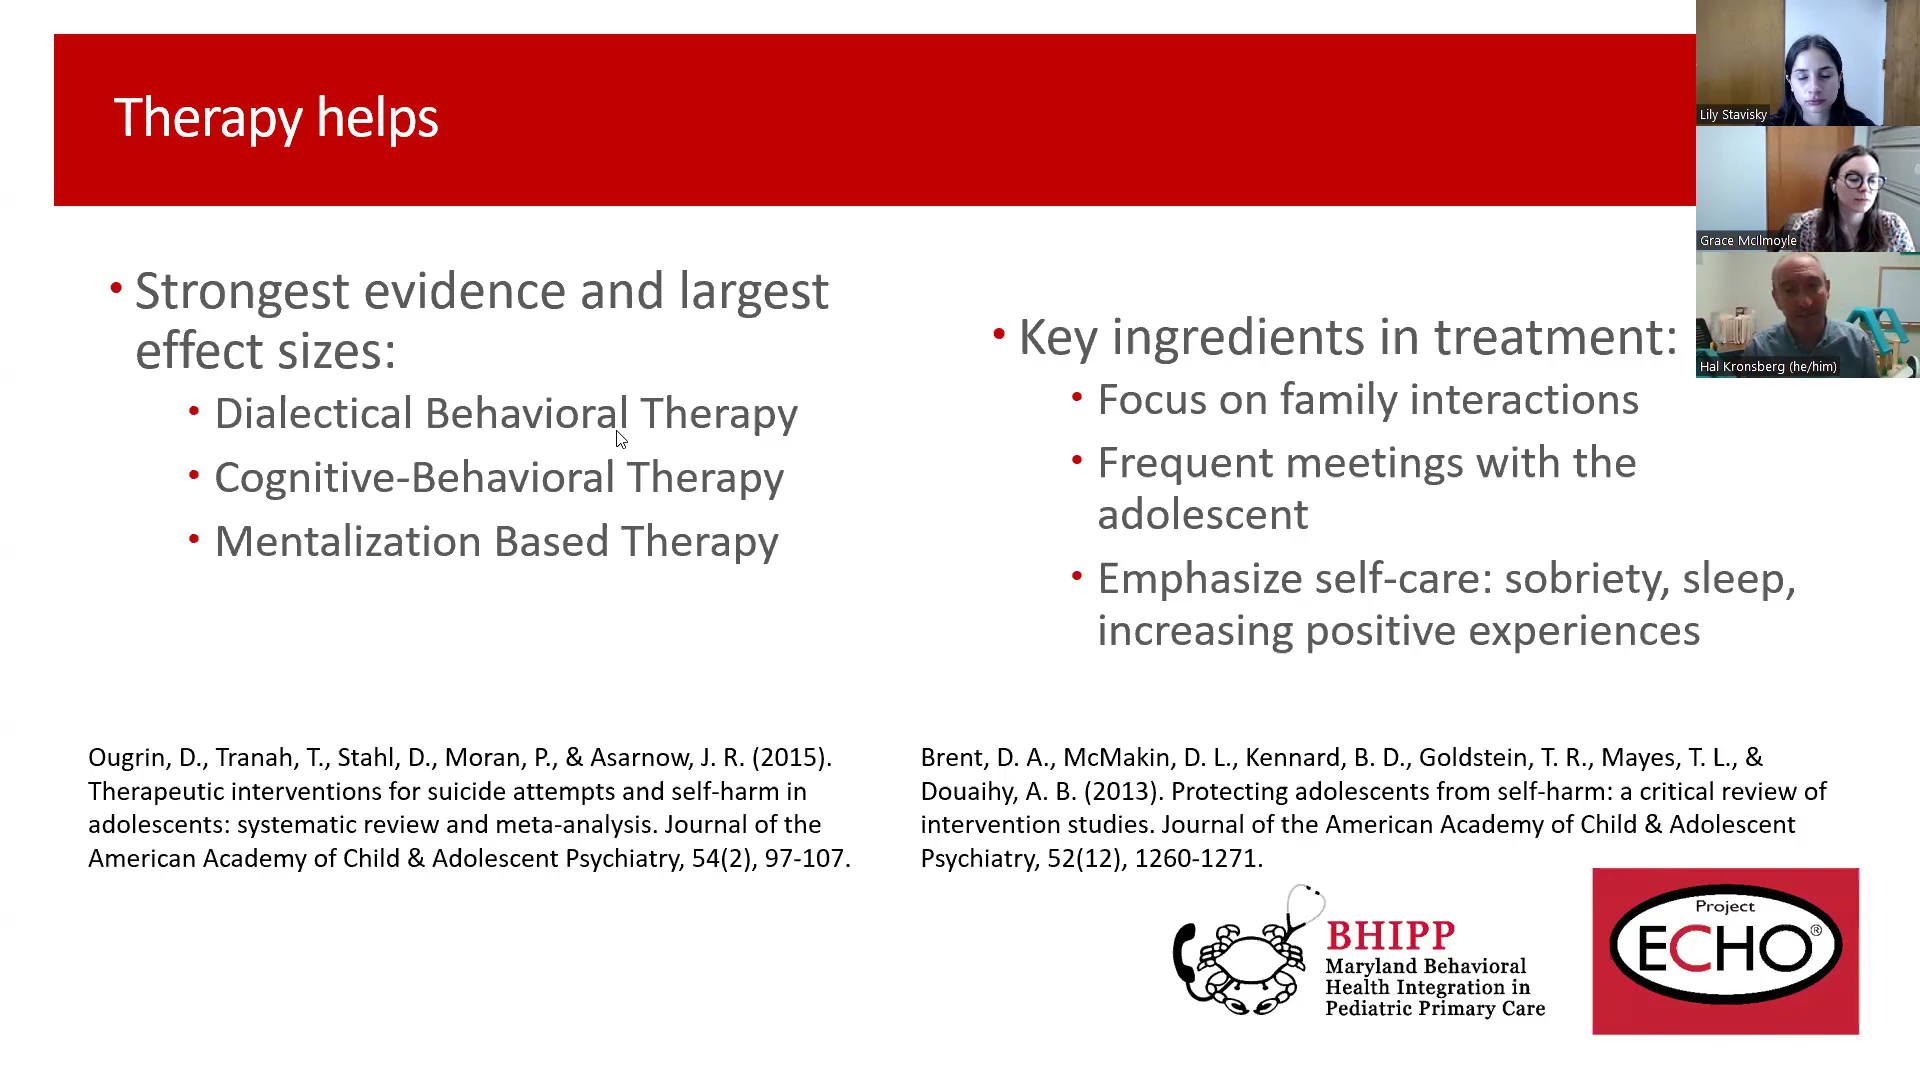 Therapy helps
• Strongest evidence and largest
effect sizes:
• Dialectical Behavioral Therapy
• Cognitive-Behavioral Therapy
• Mentalization Based Therapy
• Key ingredients in treatment:
• Focus on family interactions
• Frequent meetings with the
adolescent
• Emphasize self-care: sobriety, sleep,
increasing positive experiences
Ougrin, D., Tranah, T., Stahl, D., Moran, P., & Asarnow, J. R. (2015).
Therapeutic interventions for suicide attempts and self-harm in
adolescents: systematic review and meta-analysis. Journal of the
American Academy of Child & Adolescent Psychiatry, 54(2), 97-107.
Brent, D. A., McMakin, D. L., Kennard, B. D., Goldstein, T. R., Mayes, T. L., &
Douaihy, A. B. (2013). Protecting adolescents from self-harm: a critical review of
intervention studies. Journal of the American Academy of Child & Adolescent
Psychiatry, 52(12), 1260-1271.
BHIPP
Maryland Behavioral
Health Integration in
Pediatric Primary Care
Project
ECHO®
Lily Stavisky
Grace McIlmoyle
Hal Kronsberg (he/him)